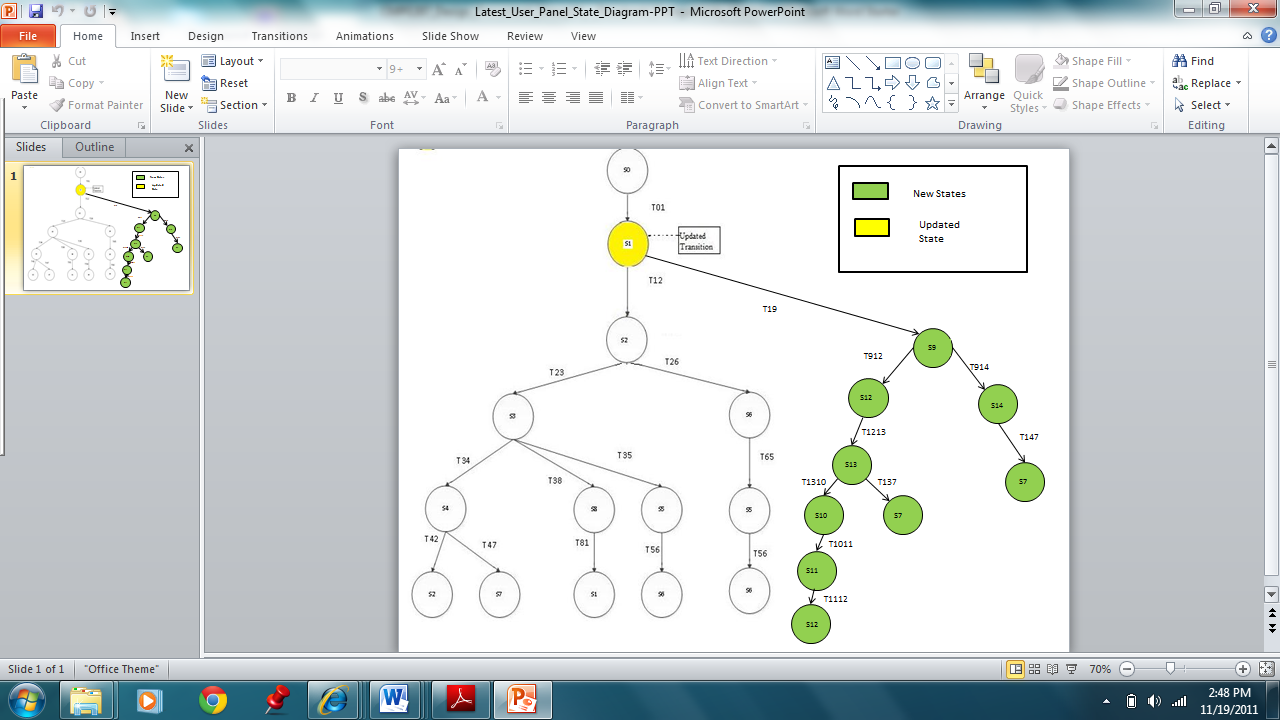 Latest_User_Panel_State_Diagram-PPT - Microsoft PowerPoint
File Home Insert Design Transitions Animations Slide Show Review View
Paste
Cut
Copy
Format Painter
Clipboard
New
Slide
Layout
Reset
Section
Slides
9+
B I U S abc AV Aa A
Font
Text Direction
Align Text
Convert to SmartArt
Paragraph
Arrange
Quick
Styles
Shape Fill
Shape Outline
Shape Effects
Drawing
Find
Replace
Select
Editing
Slides Outline
1
S0
T01
S1
Updated
Transition
T12
T19
New States
Updated
State
S2
T23
T26
S9
T912
T914
S3
S6
S12
S14
T1213
T147
T34
T38
T35
T65
S13
S7
T1310
T137
S4
S8
S5
S5
S10
S7
T42
T47
T81
T56
T56
T1011
S11
S2
S7
S1
S6
S6
T1112
S12
Slide 1 of 1
"Office Theme"
70%
2:48 PM
11/19/2011